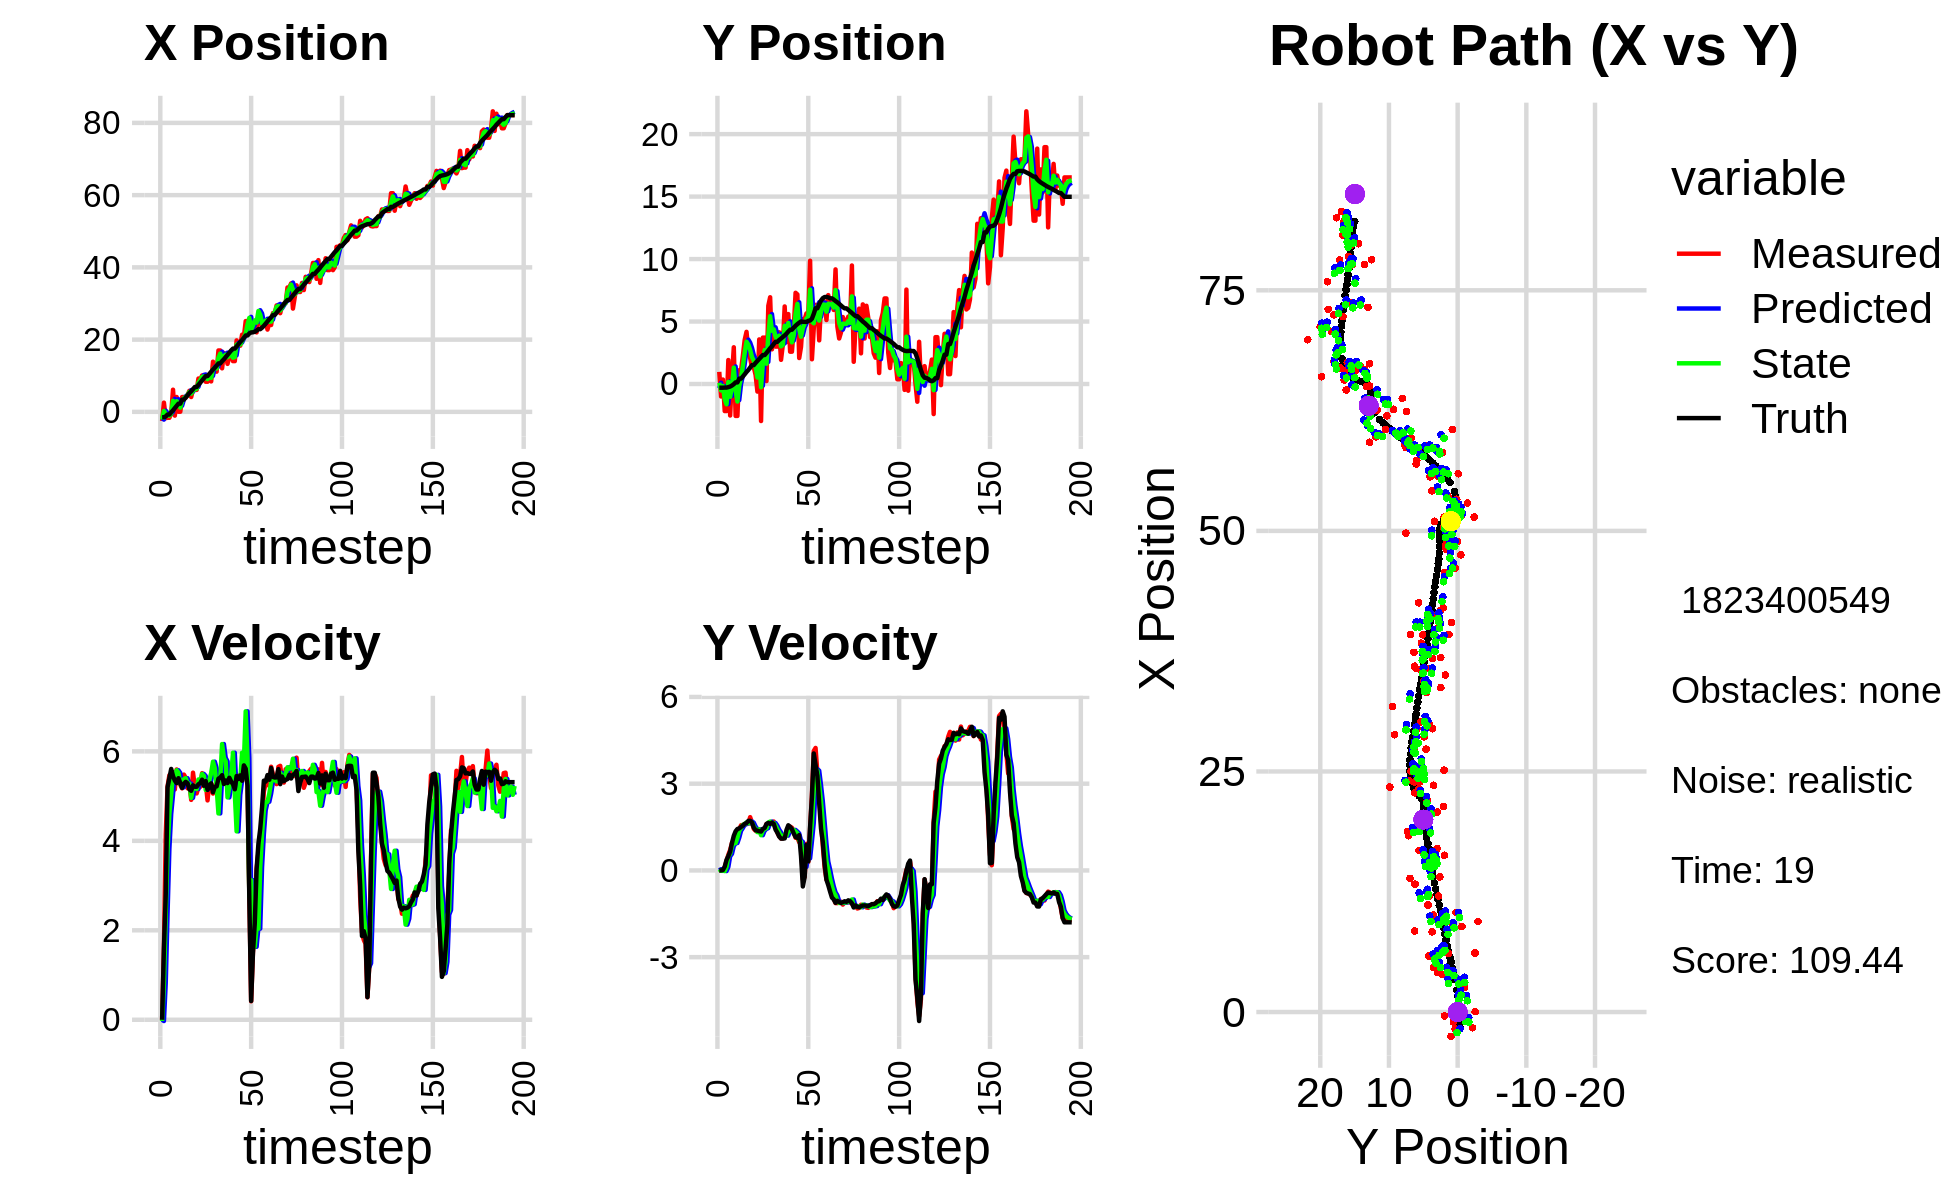 X Position
80
60
40
20
0
0
50
100
150
200
timestep
Y Position
20
15
10
5
0
0
50
100
150
200
timestep
X Velocity
6
4
2
0
0
50
100
150
200
timestep
Y Velocity
6
3
0
-3
0
50
100
150
200
timestep
Robot Path (X vs Y)
X Position
75
50
25
0
20 10 0 -10 -20
Y Position
variable
Measured
Predicted
State
Truth
1823400549
Obstacles: none
Noise: realistic
Time: 19
Score: 109.44